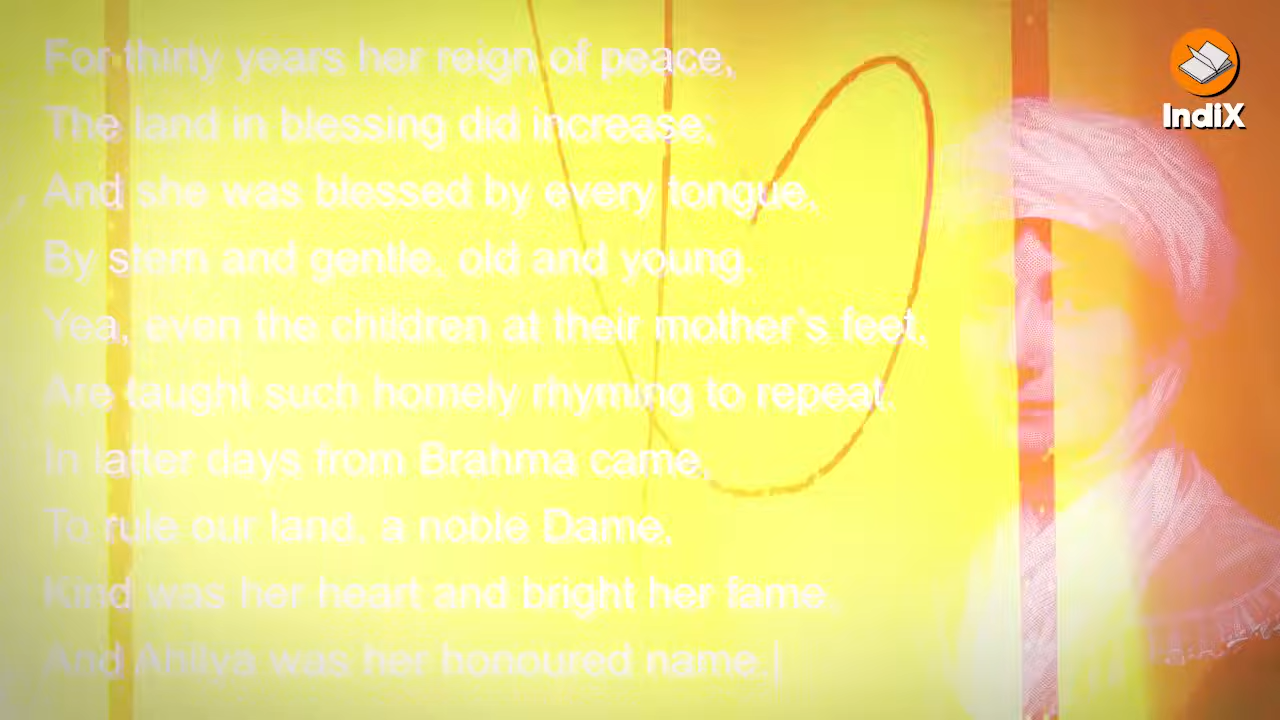 For thirty years her reign of peace,
The land in blessing did increase;
And she was blessed by every tongue,
By stern and gentle, old and young.
Yea, even the children at their mother's feet,
Are taught such homely rhyming to repeat.
In latter days from Brahma came,
To rule our land, a noble Dame,
Kind was her heart and bright her fame.
And Ahilya was her honoured name.
IndiX